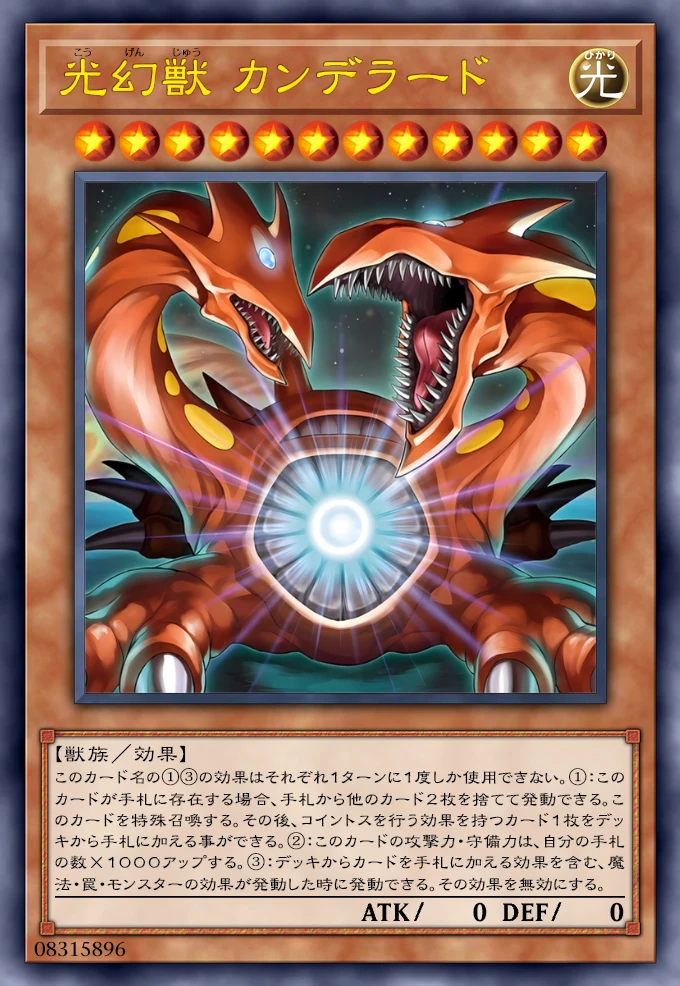 こう げん じゅう
光幻獣 カンデラード
ひかり
光
【獣族／効果】
このカード名の①③の効果はそれぞれ1ターンに1度しか使用できない。①：この
カードが手札に存在する場合、手札から他のカード2枚を捨てて発動できる。こ
のカードを特殊召喚する。その後、コイントスを行う効果を持つカード1枚をデッ
キから手札に加える事ができる。②：このカードの攻撃力・守備力は、自分の手札
の数×1000アップする。③：デッキからカードを手札に加える効果を含む、魔
法・罠・モンスターの効果が発動した時に発動できる。その効果を無効にする。
ATK/ 0 DEF/ 0
08315896